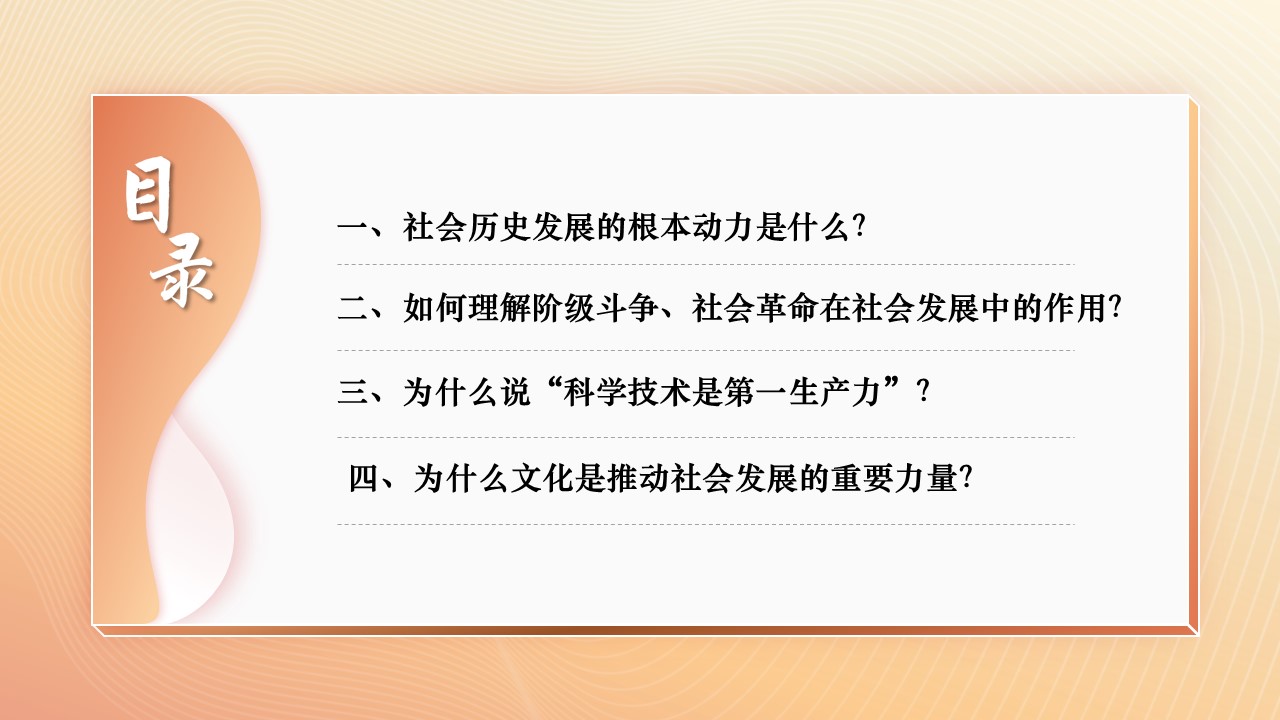 目录
一、社会历史发展的根本动力是什么？
二、如何理解阶级斗争、社会革命在社会发展中的作用？
三、为什么说“科学技术是第一生产力”？
四、为什么文化是推动社会发展的重要力量？